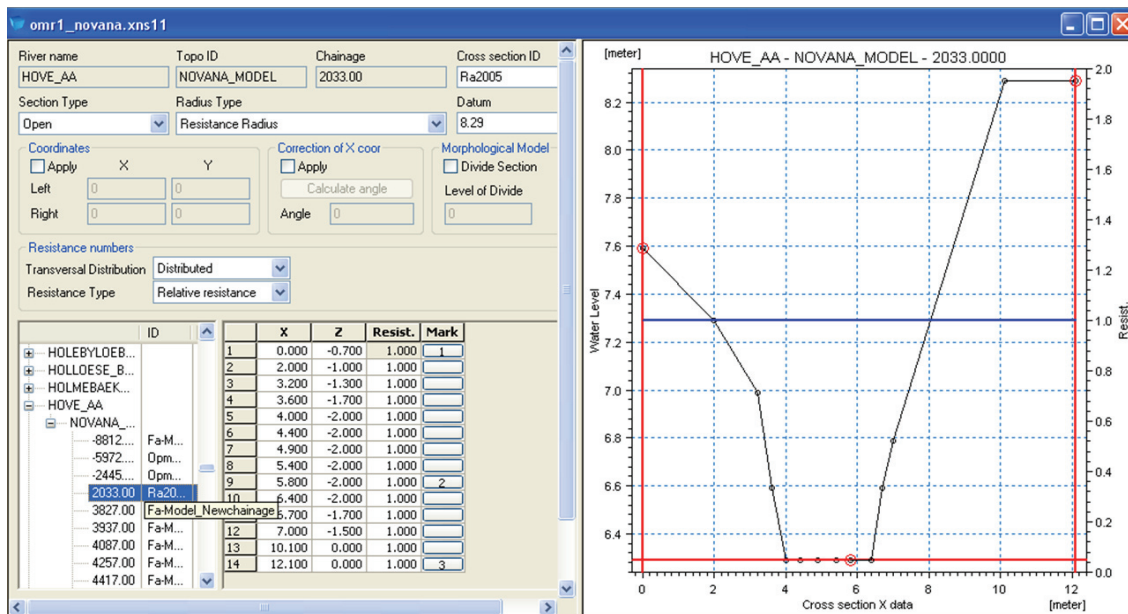 omr1_novana.xns11
River name Topo ID Chainage Cross section ID
HOVE_AA NOVANA_MODEL 2033.00 Ra2005
Section Type Radius Type Datum
Open Resistance Radius 8.29
Coordinates Correction of X coor Morphological Model
Apply X Y Apply Divide Section
Left 0 0 Calculate angle Level of Divide
Right 0 0 Angle 0 0
Resistance numbers
Transversal Distribution Distributed
Resistance Type Relative resistance
ID
HOLEBYLOEB...
HOLLOESE_B...
HOLMEBAEK...
HOVE_AA
NOVANA_...
-8812.... Fa-M...
-5972.... Opm...
-2445.... Opm...
2033.00 Ra20...
3827.00 Fa-Model_Newchainage
3937.00 Fa-M...
4087.00 Fa-M...
4257.00 Fa-M...
4417.00 Fa-M...
X Z Resist. Mark
1 0.000 -0.700 1.000 1
2 2.000 -1.000 1.000
3 3.200 -1.300 1.000
4 3.600 -1.700 1.000
5 4.000 -2.000 1.000
6 4.400 -2.000 1.000
7 4.900 -2.000 1.000
8 5.400 -2.000 1.000
9 5.800 -2.000 1.000 2
10 6.400 -2.000 1.000
6.700 -1.700 1.000
12 7.000 -1.500 1.000
13 10.100 0.000 1.000
14 12.100 0.000 1.000 3
[meter] HOVE_AA - NOVANA_MODEL - 2033.0000
8.2
8.0
7.8
7.6
7.4
7.2
7.0
6.8
6.6
6.4
Water Level
2.0
1.8
1.6
1.4
1.2
1.0
0.8
0.6
0.4
0.2
0.0
Resist.
0 2 4 6 8 10 12
Cross section X data [meter]